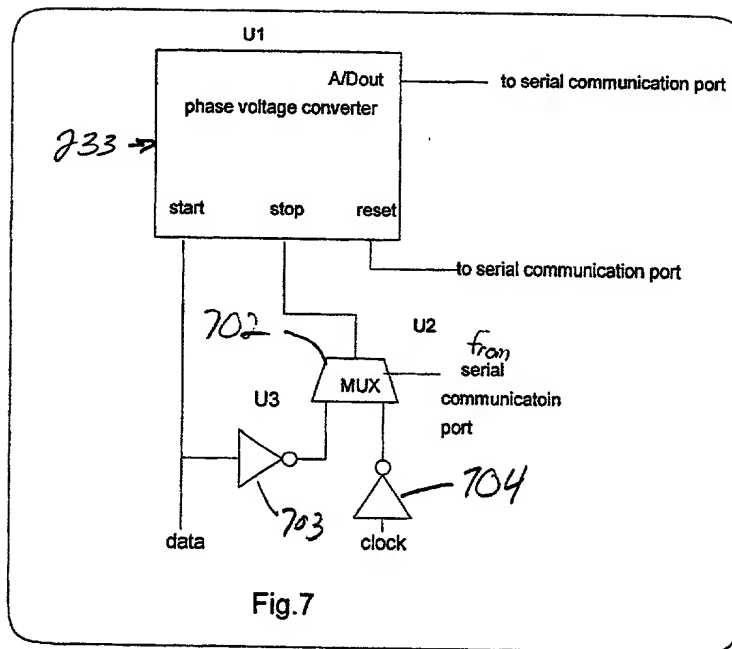 U1
A/Dout
to serial communication port
phase voltage converter
233
start stop reset
to serial communication port
702
U2
from
serial
MUX
communicatoin
port
U3
704
703
data
clock
Fig.7